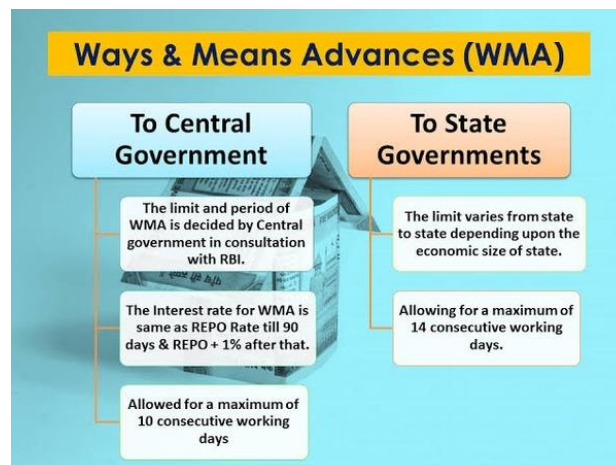 Ways & Means Advances (WMA)
To Central
Government
The limit and period of
WMA is decided by Central
government in consultation
with RBI.
The Interest rate for WMA is
same as REPO Rate till 90
days & REPO + 1% after that.
Allowed for a maximum of
10 consecutive working
days
To State
Governments
The limit varies from state
to state depending upon the
economic size of state.
Allowing for a maximum of
14 consecutive working
days.